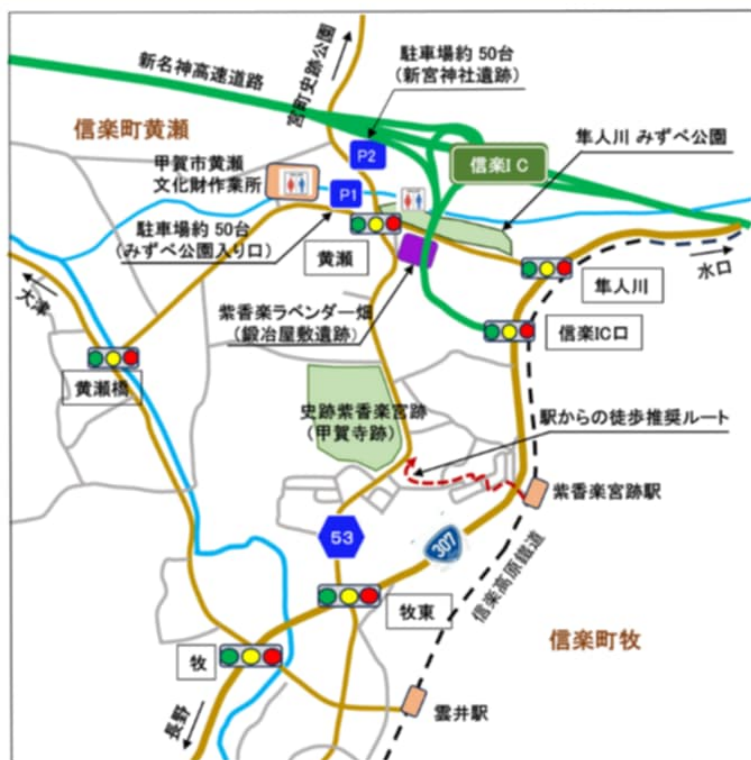 新名神高速道路
宮町史跡公園
駐車場約 50台
（新宮神社遺跡）
信楽町黄瀬
隼人川 みずべ公園
甲賀市黄瀬
文化財作業所
P2
信楽ＩＣ
P1
駐車場約 50台
（みずべ公園入り口）
黄瀬
水口
隼人川
大津
紫香楽ラベンダー畑
（鍛冶屋敷遺跡）
信楽IC口
黄瀬橋
史跡紫香楽宮跡
（甲賀寺跡）
駅からの徒歩推奨ルート
紫香楽宮跡駅
53
307
信楽高原鐵道
牧東
信楽町牧
牧
長野
雲井駅